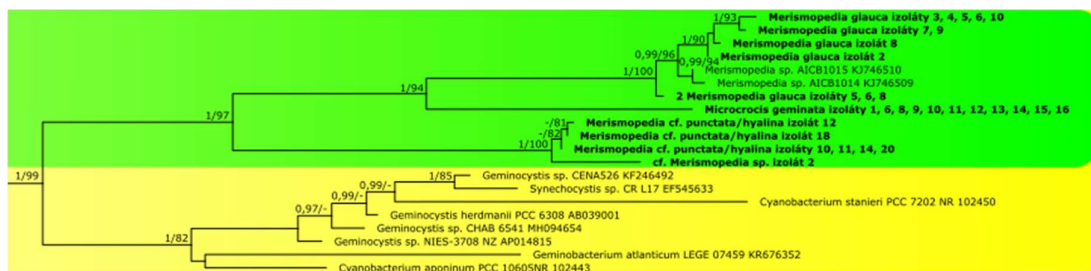 1/93
Merismopedia glauca izoláty 3, 4, 5, 6, 10
Merismopedia glauca izoláty 7, 9
1/90
Merismopedia glauca izolát 8
0,99/96
Merismopedia glauca izolát 2
0,99/94
Merismopedia sp. AICB1015 KJ746510
1/100
Merismopedia sp. AICB1014 KJ746509
1/94
2 Merismopedia glauca izoláty 5, 6, 8
Microcrocis geminata izoláty 1, 6, 8, 9, 10, 11, 12, 13, 14, 15, 16
1/97
-/81
Merismopedia cf. punctata/hyalina izolát 12
-/82
Merismopedia cf. punctata/hyalina izolát 18
1/100
Merismopedia cf. punctata/hyalina izoláty 10, 11, 14, 20
cf. Merismopedia sp. izolát 2
1/99
1/85
Geminocystis sp. CENA526 KF246492
0,99/-
Synechocystis sp. CR L17 EF545633
0,99/-
Cyanobacterium stanieri PCC 7202 NR 102450
0,97/-
Geminocystis herdmanii PCC 6308 AB039001
Geminocystis sp. CHAB 6541 MH094654
1/82
Geminocystis sp. NIES-3708 NZ AP014815
Geminobacterium atlanticum LEGE 07459 KR676352
Cyanobacterium aponinum PCC 10605NR 102443